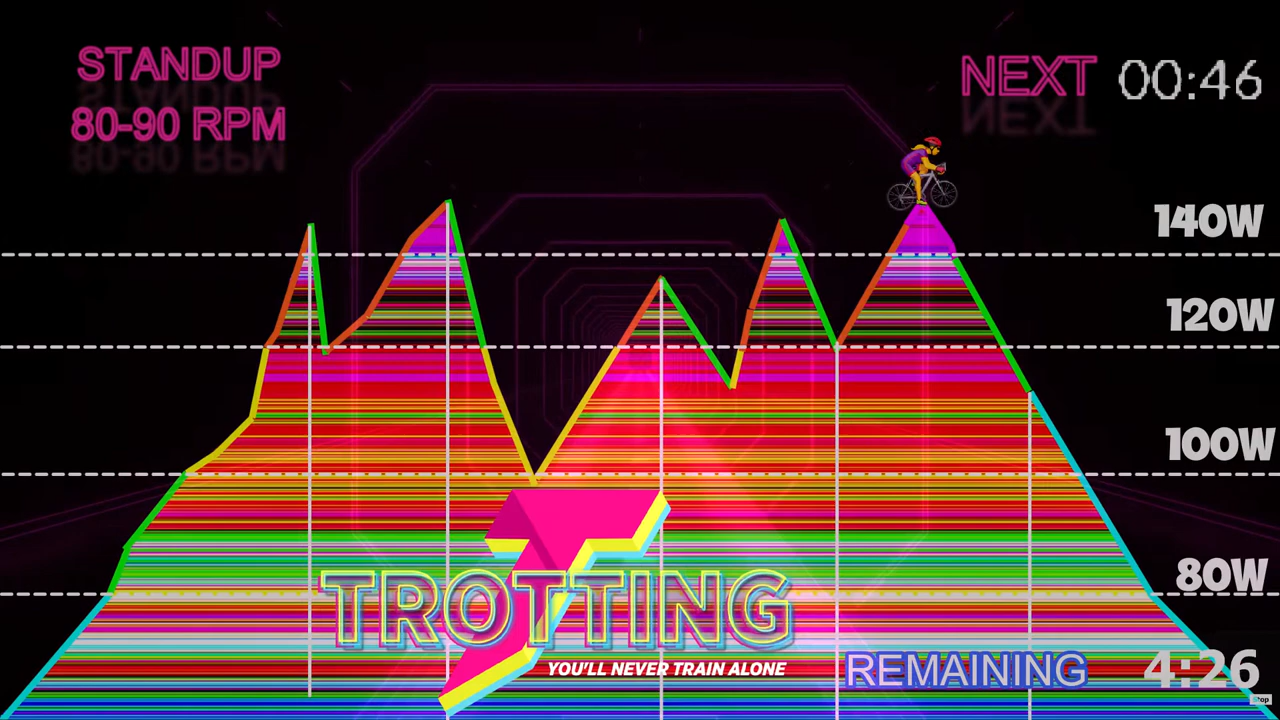 STANDUP
80-90 RPM
NEXT 00:46
140W
120W
100W
80W
TROTTING
YOU'LL NEVER TRAIN ALONE
REMAINING 4:26
Stop